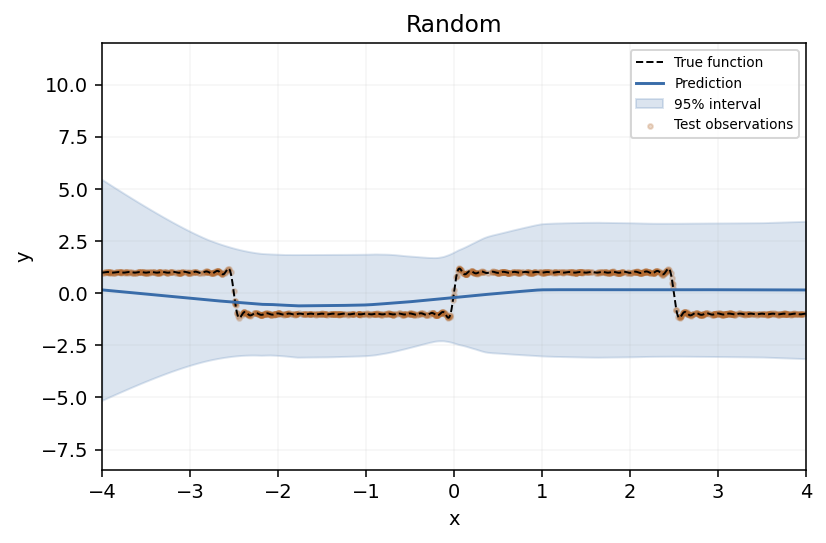 Random
True function
Prediction
95% interval
Test observations
10.0
7.5
5.0
2.5
0.0
−2.5
−5.0
−7.5
y
−4 −3 −2 −1 0 1 2 3 4
x